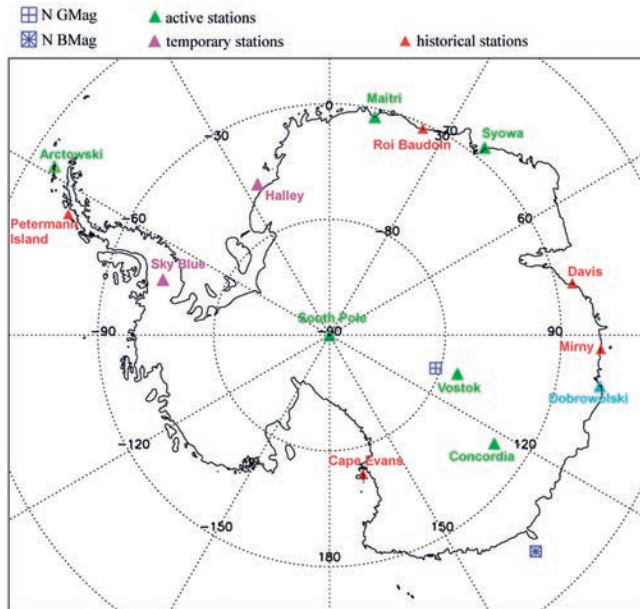 N GMag
active stations
N BMag
temporary stations
historical stations
0
Maitri
-30
30
-70
Roi Baudoin
Syowa
Arctowski
Halley
Petermann
Island
-60
-80
60
Sky Blue
Davis
South Pole
-90
-90
90
Mirny
Vostok
Dobrowolski
-120
120
Concordia
Cape Evans
-150
150
180